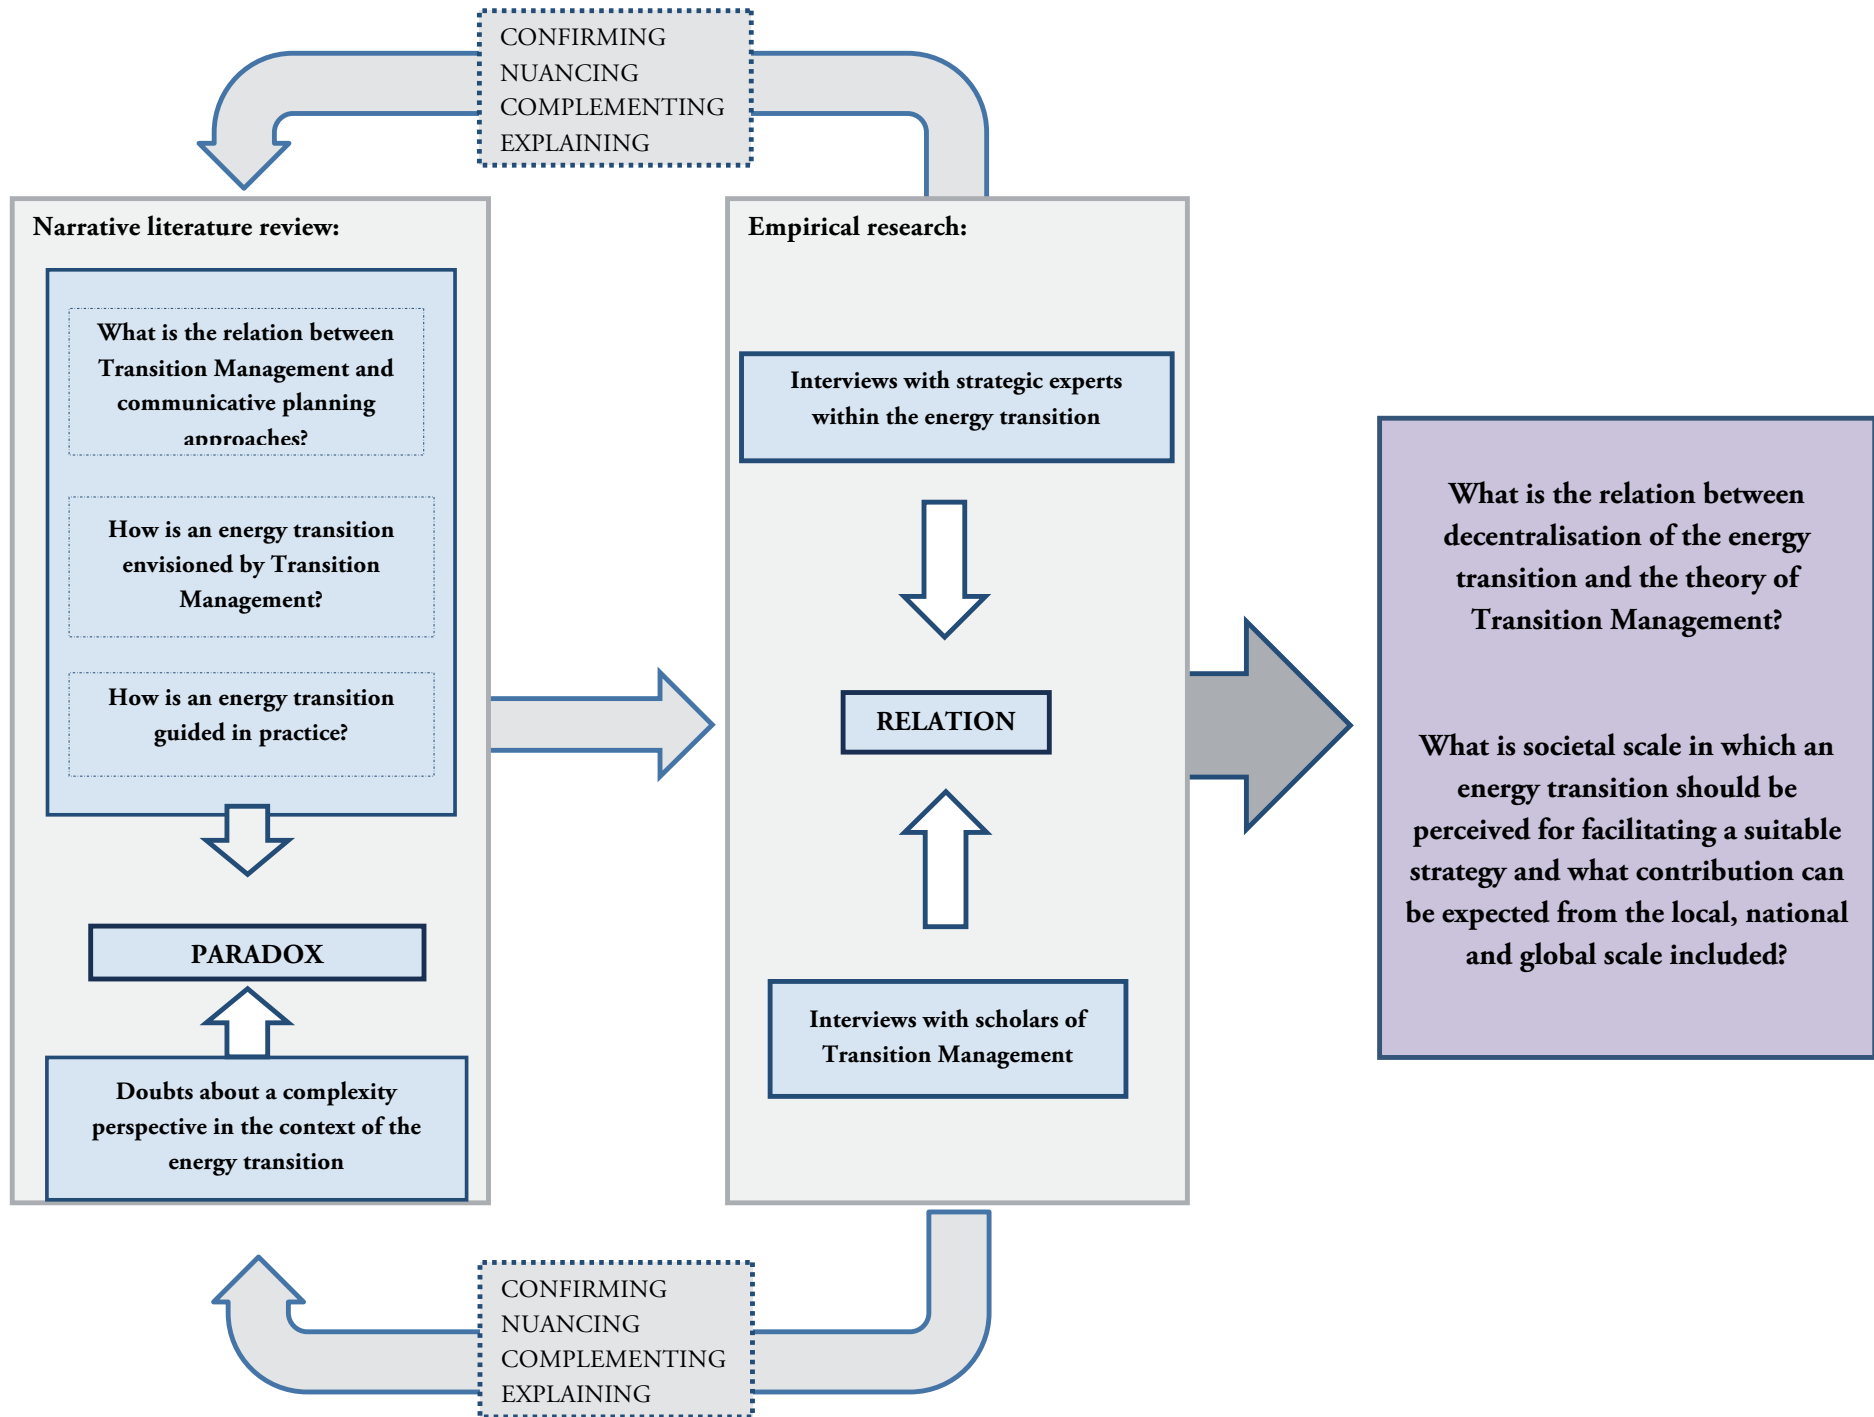 CONFIRMING
NUANCING
COMPLEMENTING
EXPLAINING
Narrative literature review:
What is the relation between
Transition Management and
communicative planning
approaches?
How is an energy transition
envisioned by Transition
Management?
How is an energy transition
guided in practice?
PARADOX
Doubts about a complexity
perspective in the context of the
energy transition
Empirical research:
Interviews with strategic experts
within the energy transition
RELATION
Interviews with scholars of
Transition Management
What is the relation between
decentralisation of the energy
transition and the theory of
Transition Management?
What is societal scale in which an
energy transition should be
perceived for facilitating a suitable
strategy and what contribution can
be expected from the local, national
and global scale included?
CONFIRMING
NUANCING
COMPLEMENTING
EXPLAINING